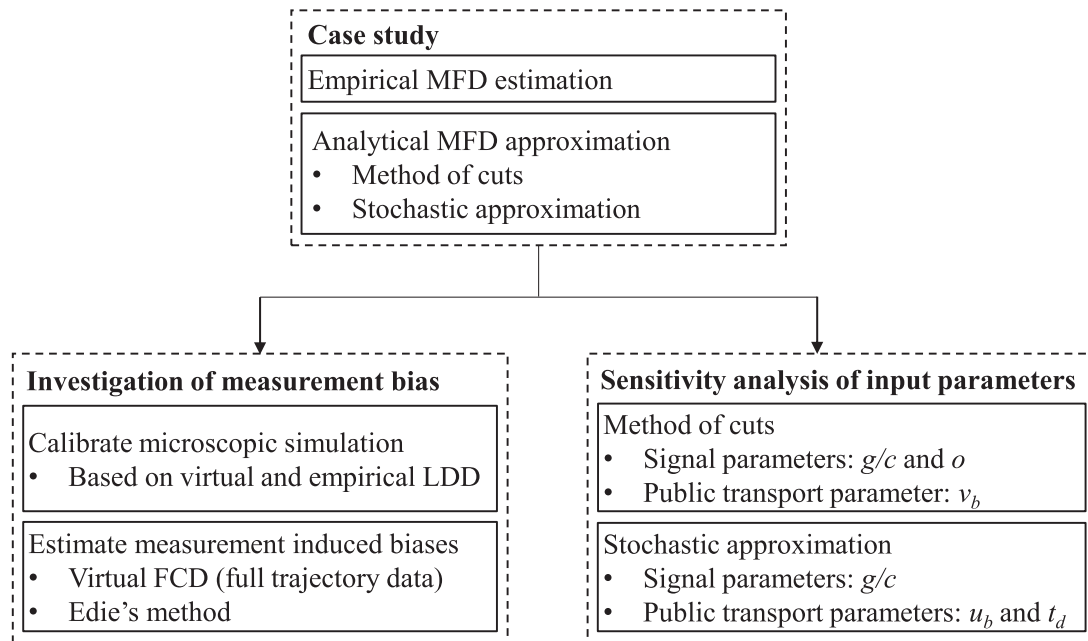 Case study
Empirical MFD estimation
Analytical MFD approximation
• Method of cuts
• Stochastic approximation
Investigation of measurement bias
Calibrate microscopic simulation
• Based on virtual and empirical LDD
Estimate measurement induced biases
• Virtual FCD (full trajectory data)
• Edie's method
Sensitivity analysis of input parameters
Method of cuts
• Signal parameters: g/c and o
• Public transport parameter: v_b
Stochastic approximation
• Signal parameters: g/c
• Public transport parameters: u_b and t_d